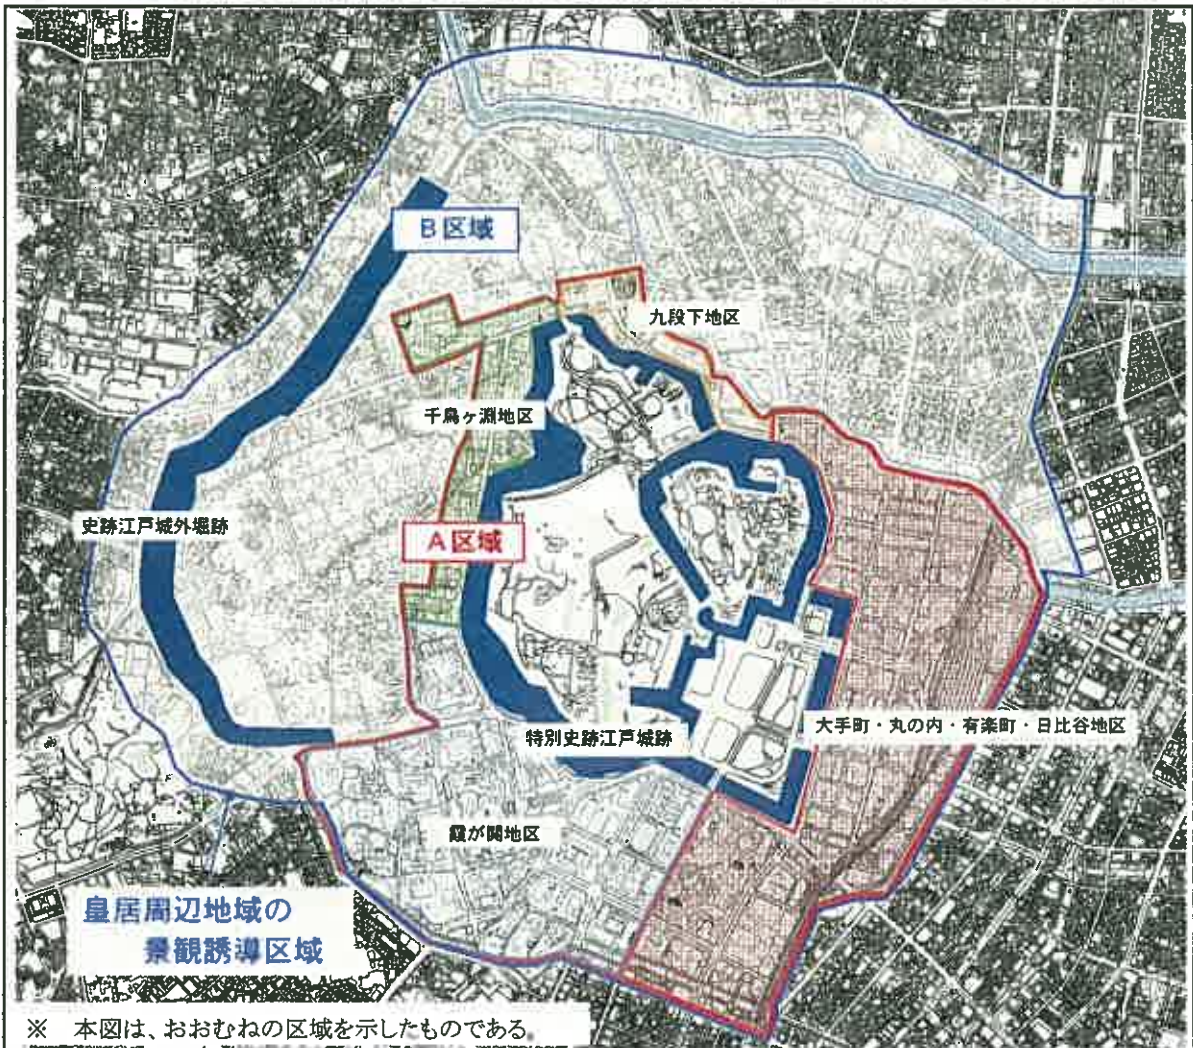 B区域
九段下地区
千鳥ヶ淵地区
史跡江戸城外堀跡
A区域
特別史跡江戸城跡
大手町・丸の内・有楽町・日比谷地区
霞が関地区
皇居周辺地域の
景観誘導区域
※ 本図は、おおむねの区域を示したものである。